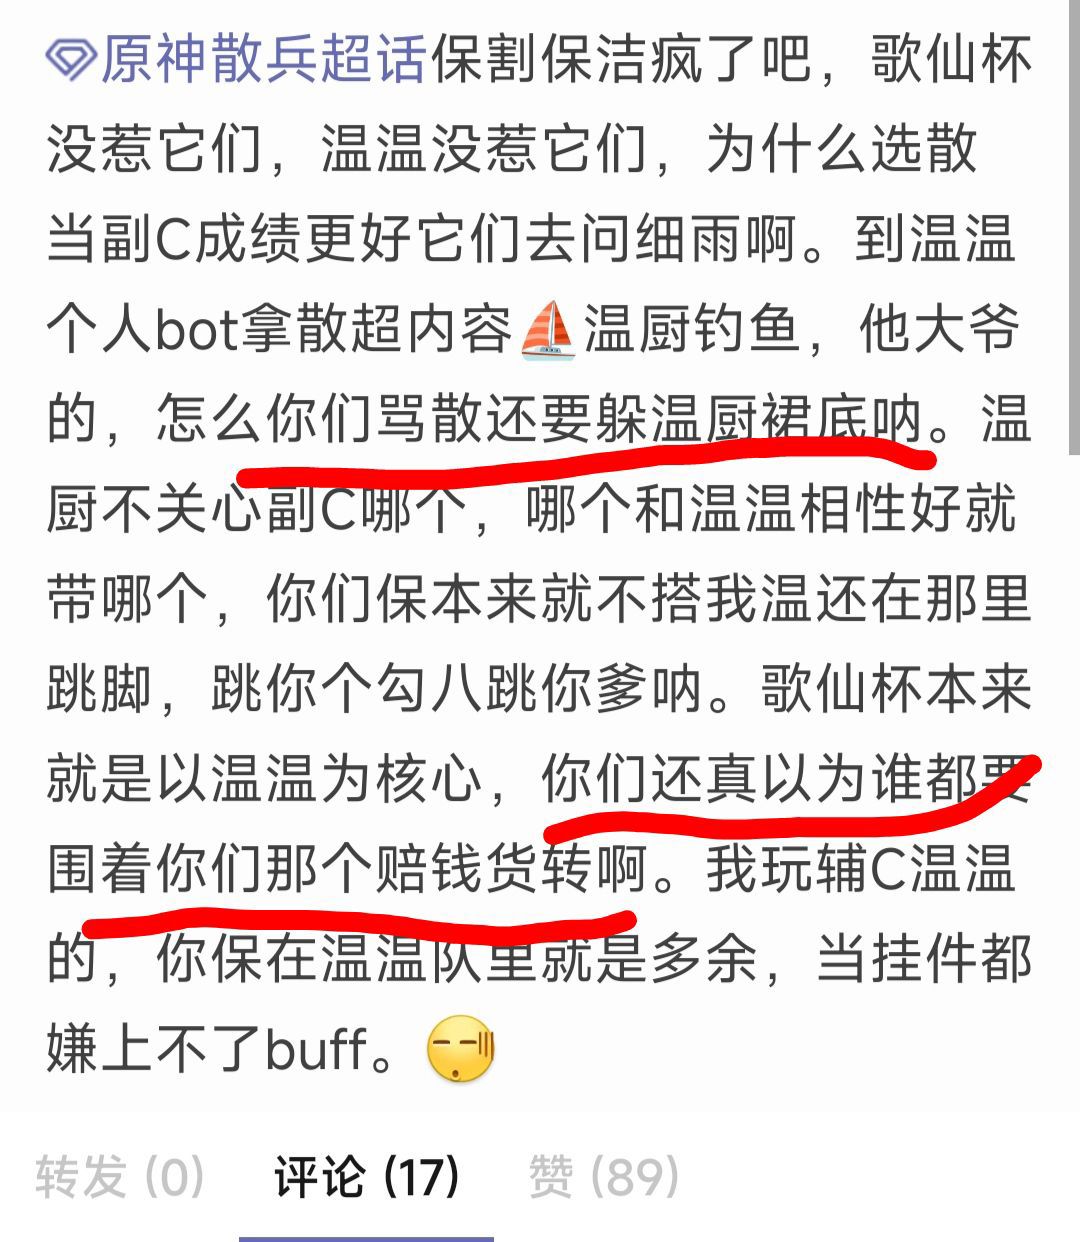 原神散兵超话保割保洁疯了吧，歌仙杯
没惹它们，温温没惹它们，为什么选散
当副C成绩更好它们去问细雨啊。到温温
个人bot拿散超内容⛵温厨钓鱼，他大爷
的，怎么你们骂散还要躲温厨裙底呐。温
厨不关心副C哪个，哪个和温温相性好就
带哪个，你们保本来就不搭我温还在那里
跳脚，跳你个勾八跳你爹呐。歌仙杯本来
就是以温温为核心，你们还真以为谁都要
围着你们那个赔钱货转啊。我玩辅C温温
的，你保在温温队里就是多余，当挂件都
嫌上不了buff。
转发 (0) 评论 (17) 赞 (89)